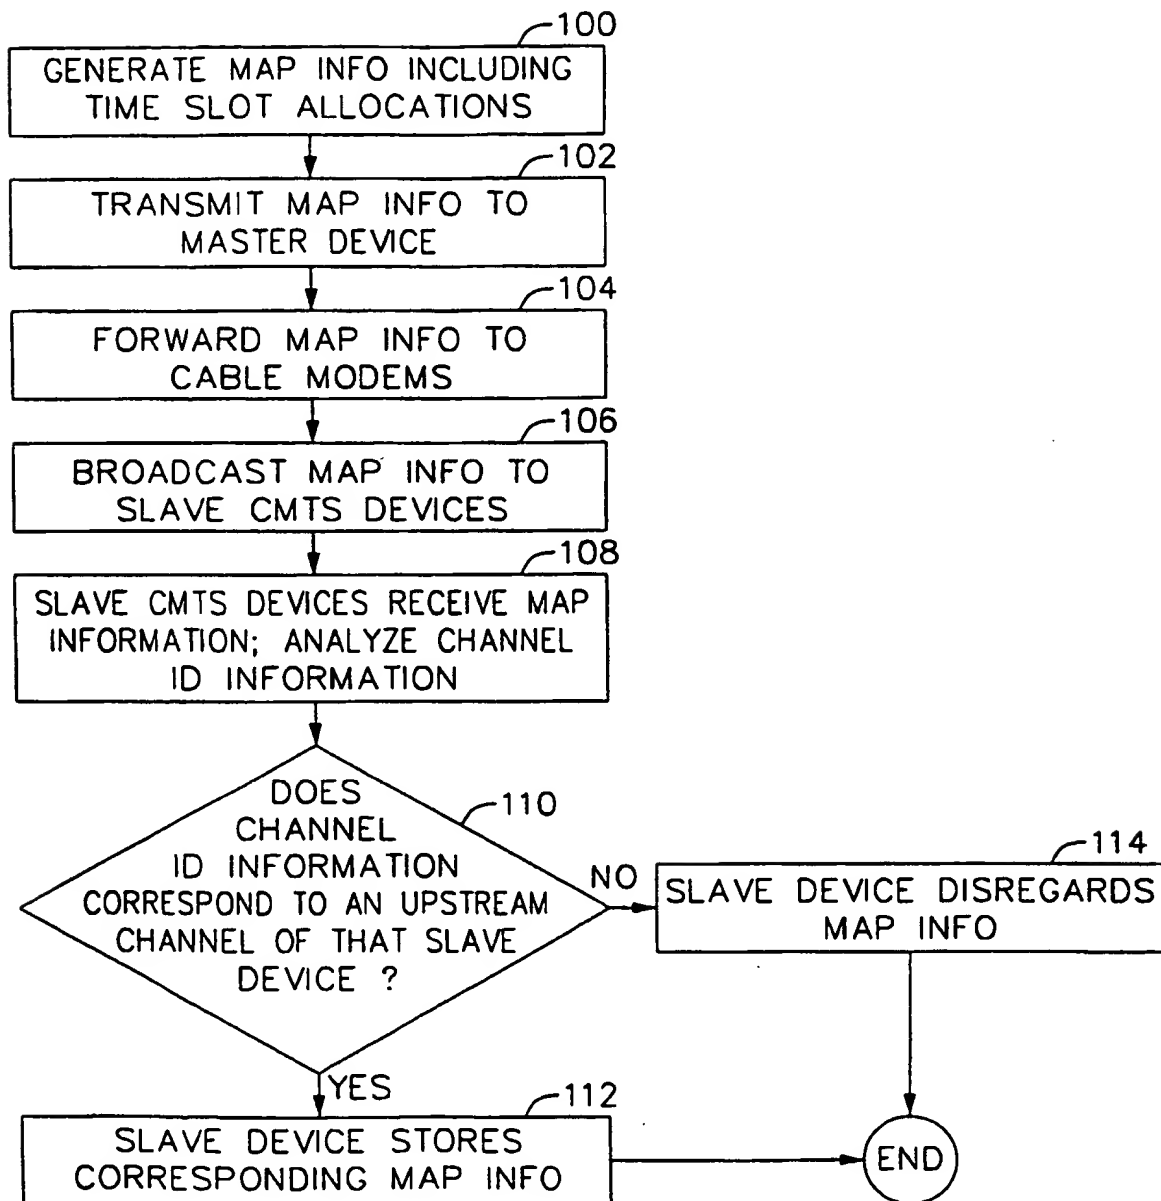 100
GENERATE MAP INFO INCLUDING
TIME SLOT ALLOCATIONS
102
TRANSMIT MAP INFO TO
MASTER DEVICE
104
FORWARD MAP INFO TO
CABLE MODEMS
106
BROADCAST MAP INFO TO
SLAVE CMTS DEVICES
108
SLAVE CMTS DEVICES RECEIVE MAP
INFORMATION; ANALYZE CHANNEL
ID INFORMATION
110
DOES
CHANNEL
ID INFORMATION
CORRESPOND TO AN UPSTREAM
CHANNEL OF THAT SLAVE
DEVICE ?
NO
114
SLAVE DEVICE DISREGARDS
MAP INFO
YES
112
SLAVE DEVICE STORES
CORRESPONDING MAP INFO
END